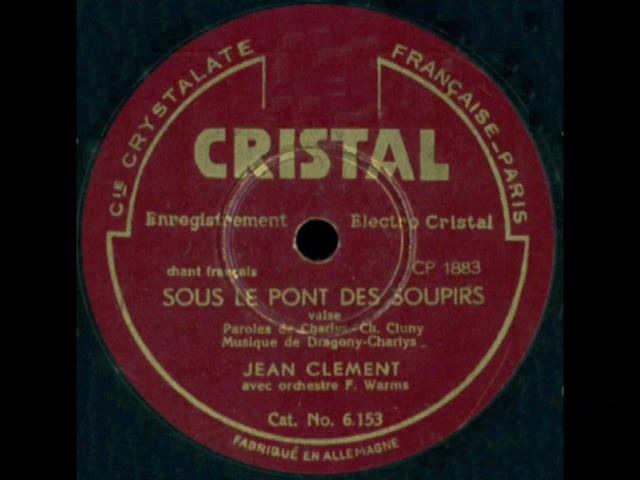 CIE CRYSTALATE FRANÇAISE-PARIS
CRISTAL
Enregistrement Electro Cristal
chant français CP 1883
SOUS LE PONT DES SOUPIRS
valse
Paroles de Charlys-Ch. Cluny
Musique de Dragony-Charlys
JEAN CLEMENT
avec orchestre F. Warms
Cat. No. 6.153
FABRIQUÉ EN ALLEMAGNE